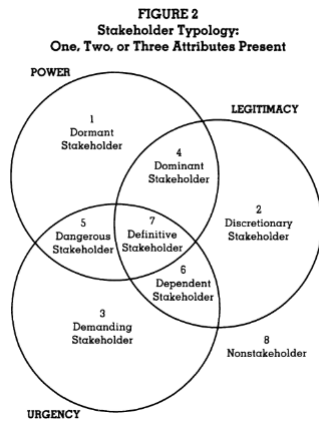 FIGURE 2
Stakeholder Typology:
One, Two, or Three Attributes Present
POWER
LEGITIMACY
1
Dormant
Stakeholder
4
Dominant
Stakeholder
2
Discretionary
Stakeholder
5
Dangerous
Stakeholder
7
Definitive
Stakeholder
6
Dependent
Stakeholder
3
Demanding
Stakeholder
8
Nonstakeholder
URGENCY